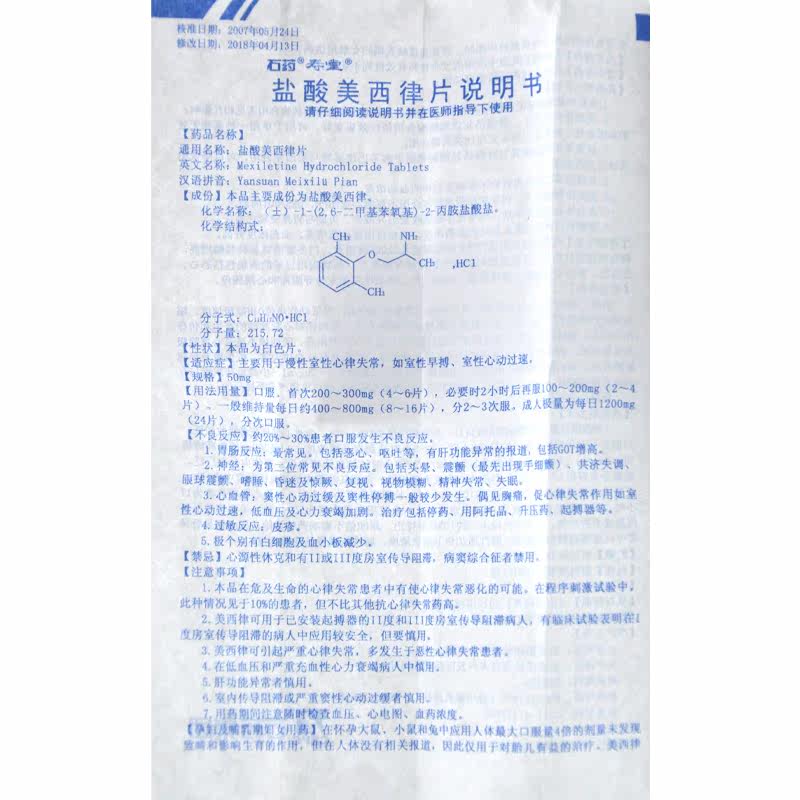 核准日期：2007年05月24日
修改日期：2018年04月13日
石药® 寿堂®
盐酸美西律片说明书
请仔细阅读说明书并在医师指导下使用
【药品名称】
通用名称：盐酸美西律片
英文名称：Mexiletine Hydrochloride Tablets
汉语拼音：Yansuan Meixilu Pian
【成份】本品主要成份为盐酸美西律。
化学名称：（±）-1-(2,6-二甲基苯氧基)-2-丙胺盐酸盐。
化学结构式：
CH₃ NH₂
O CH₃ ,HCl
CH₃
分子式：C₁₁H₁₇NO•HCl
分子量：215.72
【性状】本品为白色片。
【适应症】主要用于慢性室性心律失常，如室性早搏、室性心动过速。
【规格】50mg
【用法用量】口服。首次200～300mg（4～6片），必要时2小时后再服100～200mg（2～4
片）。一般维持量每日约400～800mg（8～16片），分2～3次服。成人极量为每日1200mg
（24片），分次口服。
【不良反应】约20%～30%患者口服发生不良反应。
1.胃肠反应：最常见。包括恶心、呕吐等，有肝功能异常的报道，包括GOT增高。
2.神经：为第二位常见不良反应。包括头晕、震颤（最先出现手细颤）、共济失调、
眼球震颤、嗜睡、昏迷及惊厥、复视、视物模糊、精神失常、失眠。
3.心血管：窦性心动过缓及窦性停搏一般较少发生。偶见胸痛，促心律失常作用如室
性心动过速，低血压及心力衰竭加剧。治疗包括停药、用阿托品、升压药、起搏器等。
4.过敏反应：皮疹。
5.极个别有白细胞及血小板减少。
【禁忌】心源性休克和有II或III度房室传导阻滞，病窦综合征者禁用。
【注意事项】
1.本品在危及生命的心律失常患者中有使心律失常恶化的可能。在程序刺激试验中，
此种情况见于10%的患者，但不比其他抗心律失常药高。
2.美西律可用于已安装起搏器的II度和III度房室传导阻滞病人，有临床试验表明在I
度房室传导阻滞的病人中应用较安全，但要慎用。
3.美西律可引起严重心律失常，多发生于恶性心律失常患者。
4.在低血压和严重充血性心力衰竭病人中慎用。
5.肝功能异常者慎用。
6.室内传导阻滞或严重窦性心动过缓者慎用。
7.用药期间注意随时检查血压、心电图、血药浓度。
【孕妇及哺乳期妇女用药】在怀孕大鼠、小鼠和兔中应用人体最大口服量4倍的剂量未发现
致畸和影响生育的作用，但在人体没有相关报道，因此仅用于对胎儿有益的治疗。美西律